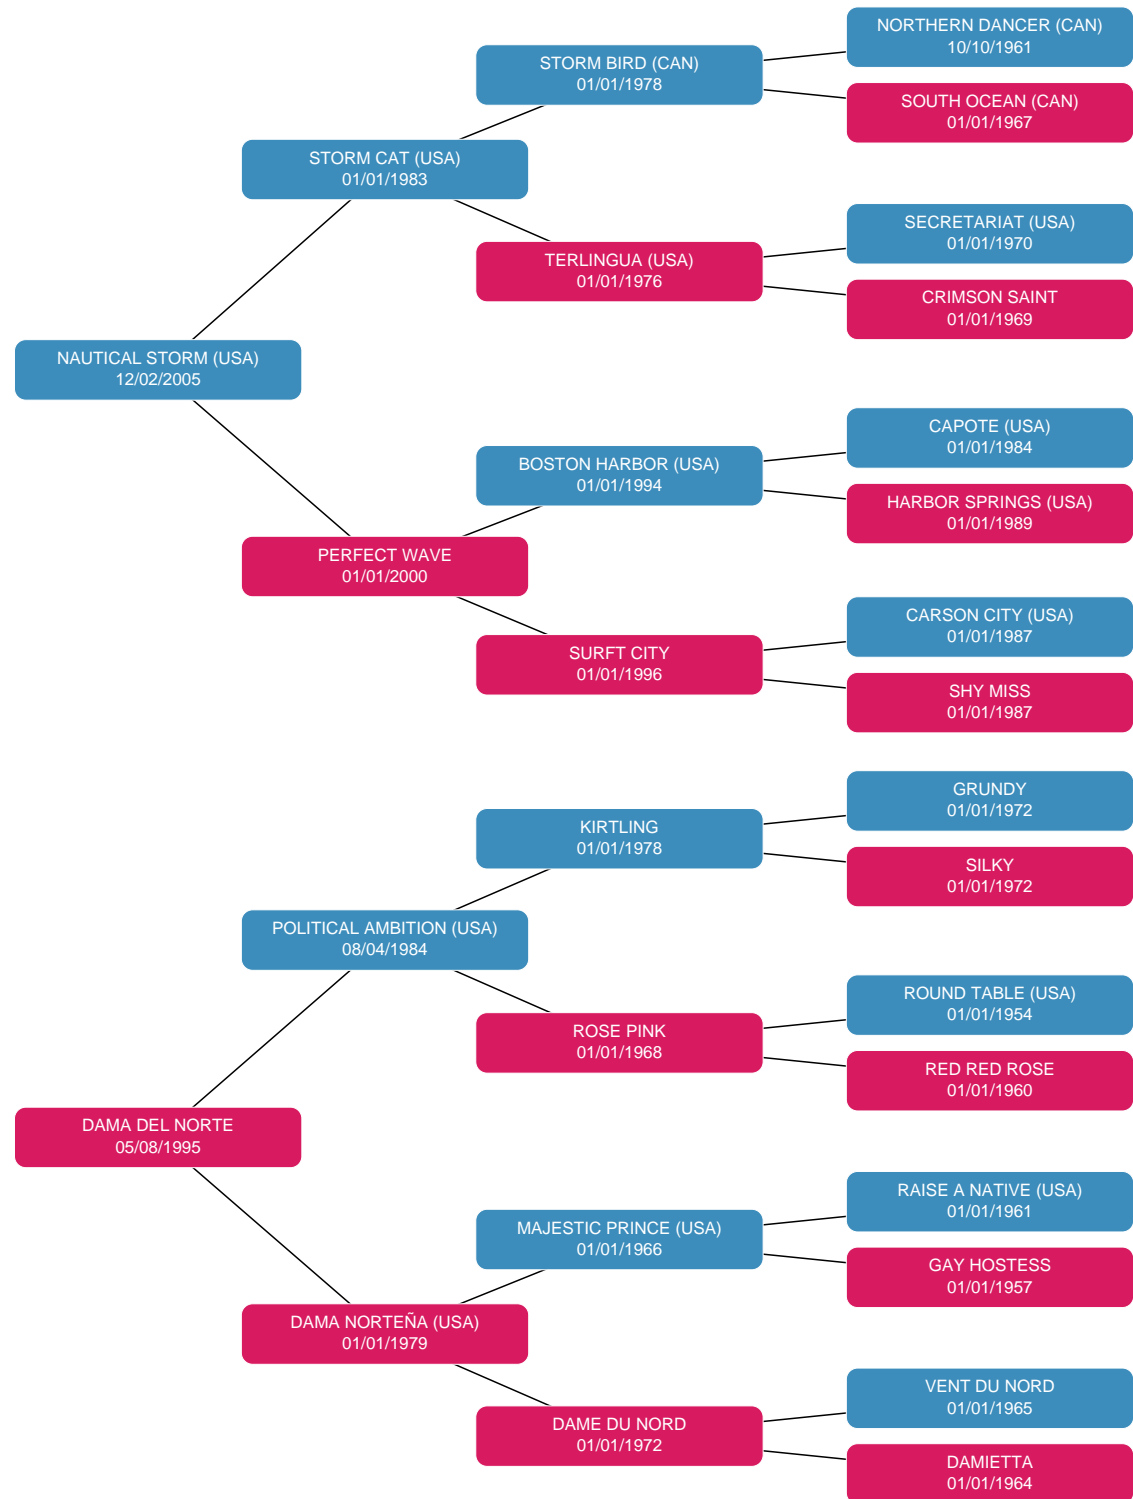 NORTHERN DANCER (CAN)
10/10/1961
STORM BIRD (CAN)
01/01/1978
SOUTH OCEAN (CAN)
01/01/1967
STORM CAT (USA)
01/01/1983
SECRETARIAT (USA)
01/01/1970
TERLINGUA (USA)
01/01/1976
CRIMSON SAINT
01/01/1969
NAUTICAL STORM (USA)
12/02/2005
CAPOTE (USA)
01/01/1984
BOSTON HARBOR (USA)
01/01/1994
HARBOR SPRINGS (USA)
01/01/1989
PERFECT WAVE
01/01/2000
CARSON CITY (USA)
01/01/1987
SURFT CITY
01/01/1996
SHY MISS
01/01/1987
GRUNDY
01/01/1972
KIRTLING
01/01/1978
SILKY
01/01/1972
POLITICAL AMBITION (USA)
08/04/1984
ROUND TABLE (USA)
01/01/1954
ROSE PINK
01/01/1968
RED RED ROSE
01/01/1960
DAMA DEL NORTE
05/08/1995
RAISE A NATIVE (USA)
01/01/1961
MAJESTIC PRINCE (USA)
01/01/1966
GAY HOSTESS
01/01/1957
DAMA NORTEÑA (USA)
01/01/1979
VENT DU NORD
01/01/1965
DAME DU NORD
01/01/1972
DAMIETTA
01/01/1964